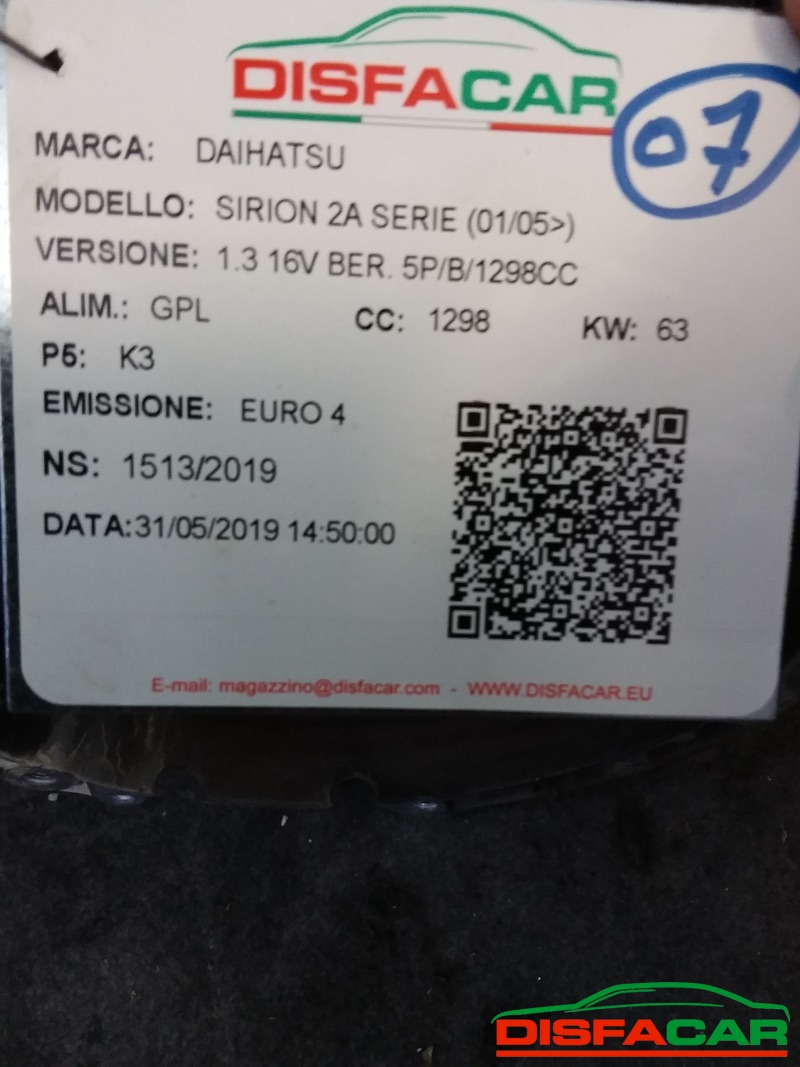 DISFACAR
07
MARCA: DAIHATSU
MODELLO: SIRION 2A SERIE (01/05>)
VERSIONE: 1.3 16V BER. 5P/B/1298CC
ALIM.: GPL CC: 1298 KW: 63
P5: K3
EMISSIONE: EURO 4
NS: 1513/2019
DATA:31/05/2019 14:50:00
E-mail: magazzino@disfacar.com - WWW.DISFACAR.EU
DISFACAR